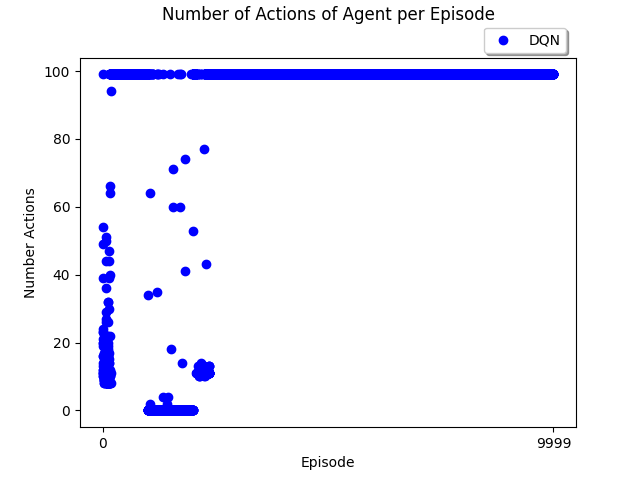 Number of Actions of Agent per Episode
DQN
100
80
60
40
20
0
Number Actions
0
9999
Episode